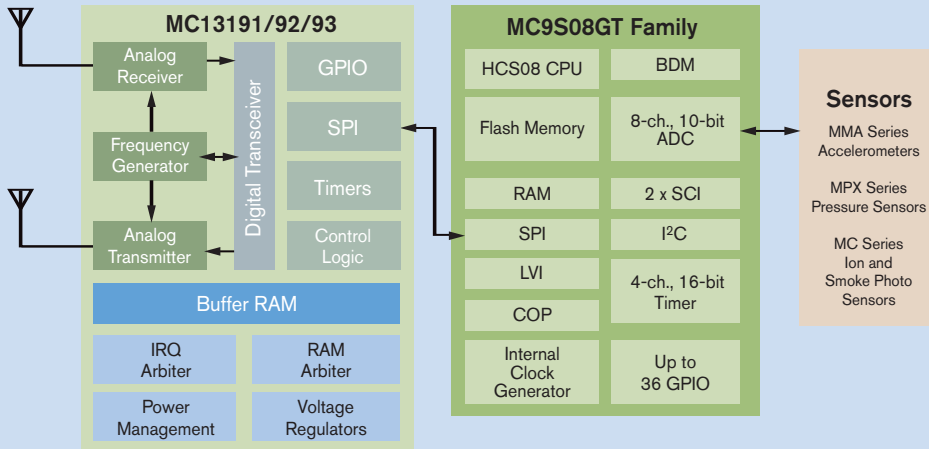 MC13191/92/93
Analog
Receiver
Frequency
Generator
Analog
Transmitter
Digital Transceiver
GPIO
SPI
Timers
Control
Logic
Buffer RAM
IRQ
Arbiter
RAM
Arbiter
Power
Management
Voltage
Regulators
MC9S08GT Family
HCS08 CPU
Flash Memory
RAM
SPI
LVI
COP
Internal
Clock
Generator
BDM
8-ch., 10-bit
ADC
2 x SCI
I²C
4-ch., 16-bit
Timer
Up to
36 GPIO
Sensors
MMA Series
Accelerometers
MPX Series
Pressure Sensors
MC Series
Ion and
Smoke Photo
Sensors